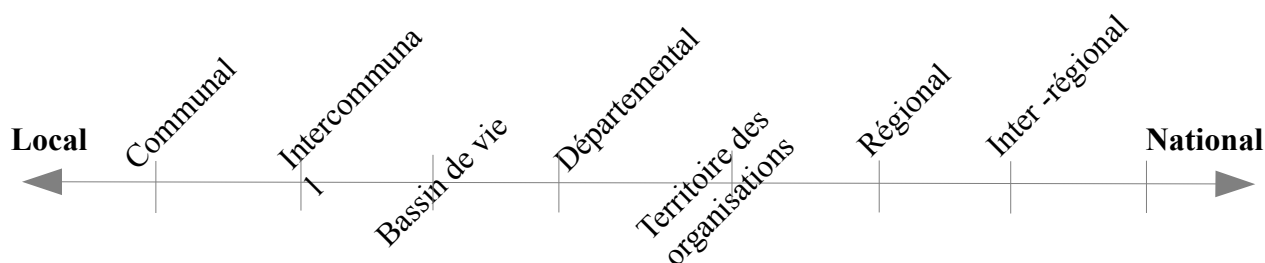 Local
Communal
Intercommuna
l
Bassin de vie
Départemental
Territoire des
organisations
Régional
Inter -régional
National